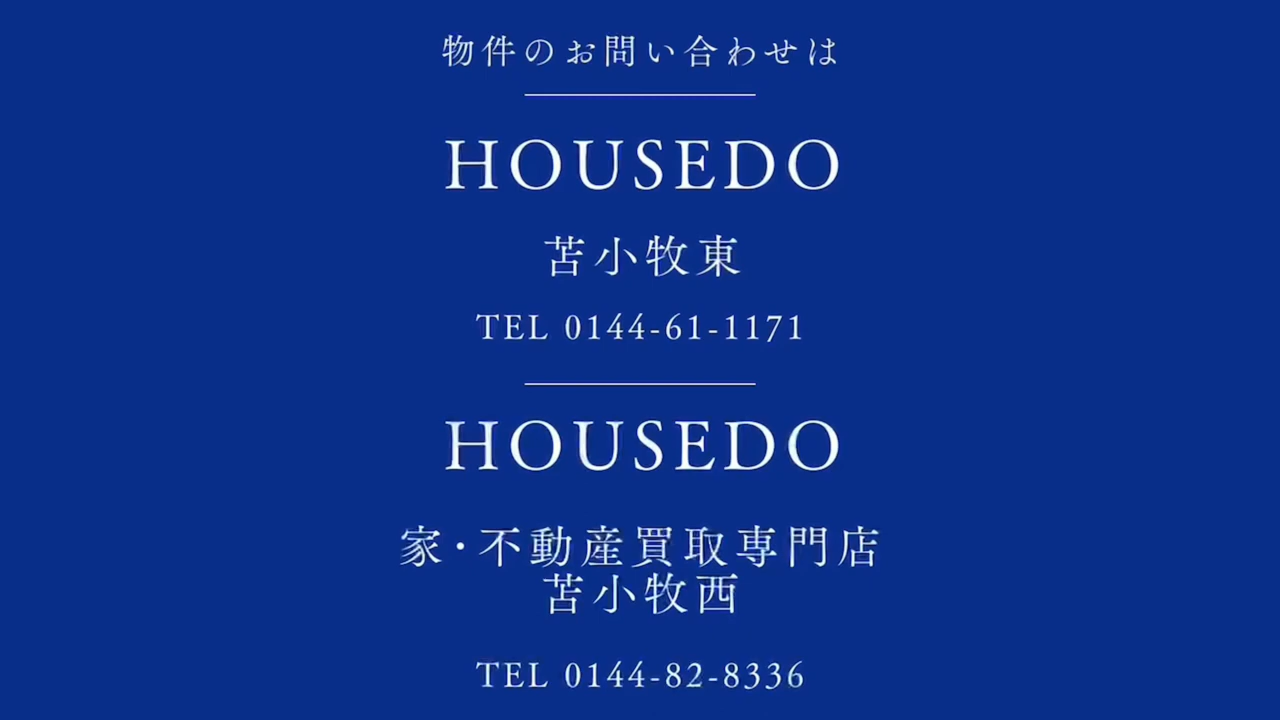 物件のお問い合わせは
HOUSEDO
苫小牧東
TEL 0144-61-1171
HOUSEDO
家・不動産買取専門店
苫小牧西
TEL 0144-82-8336